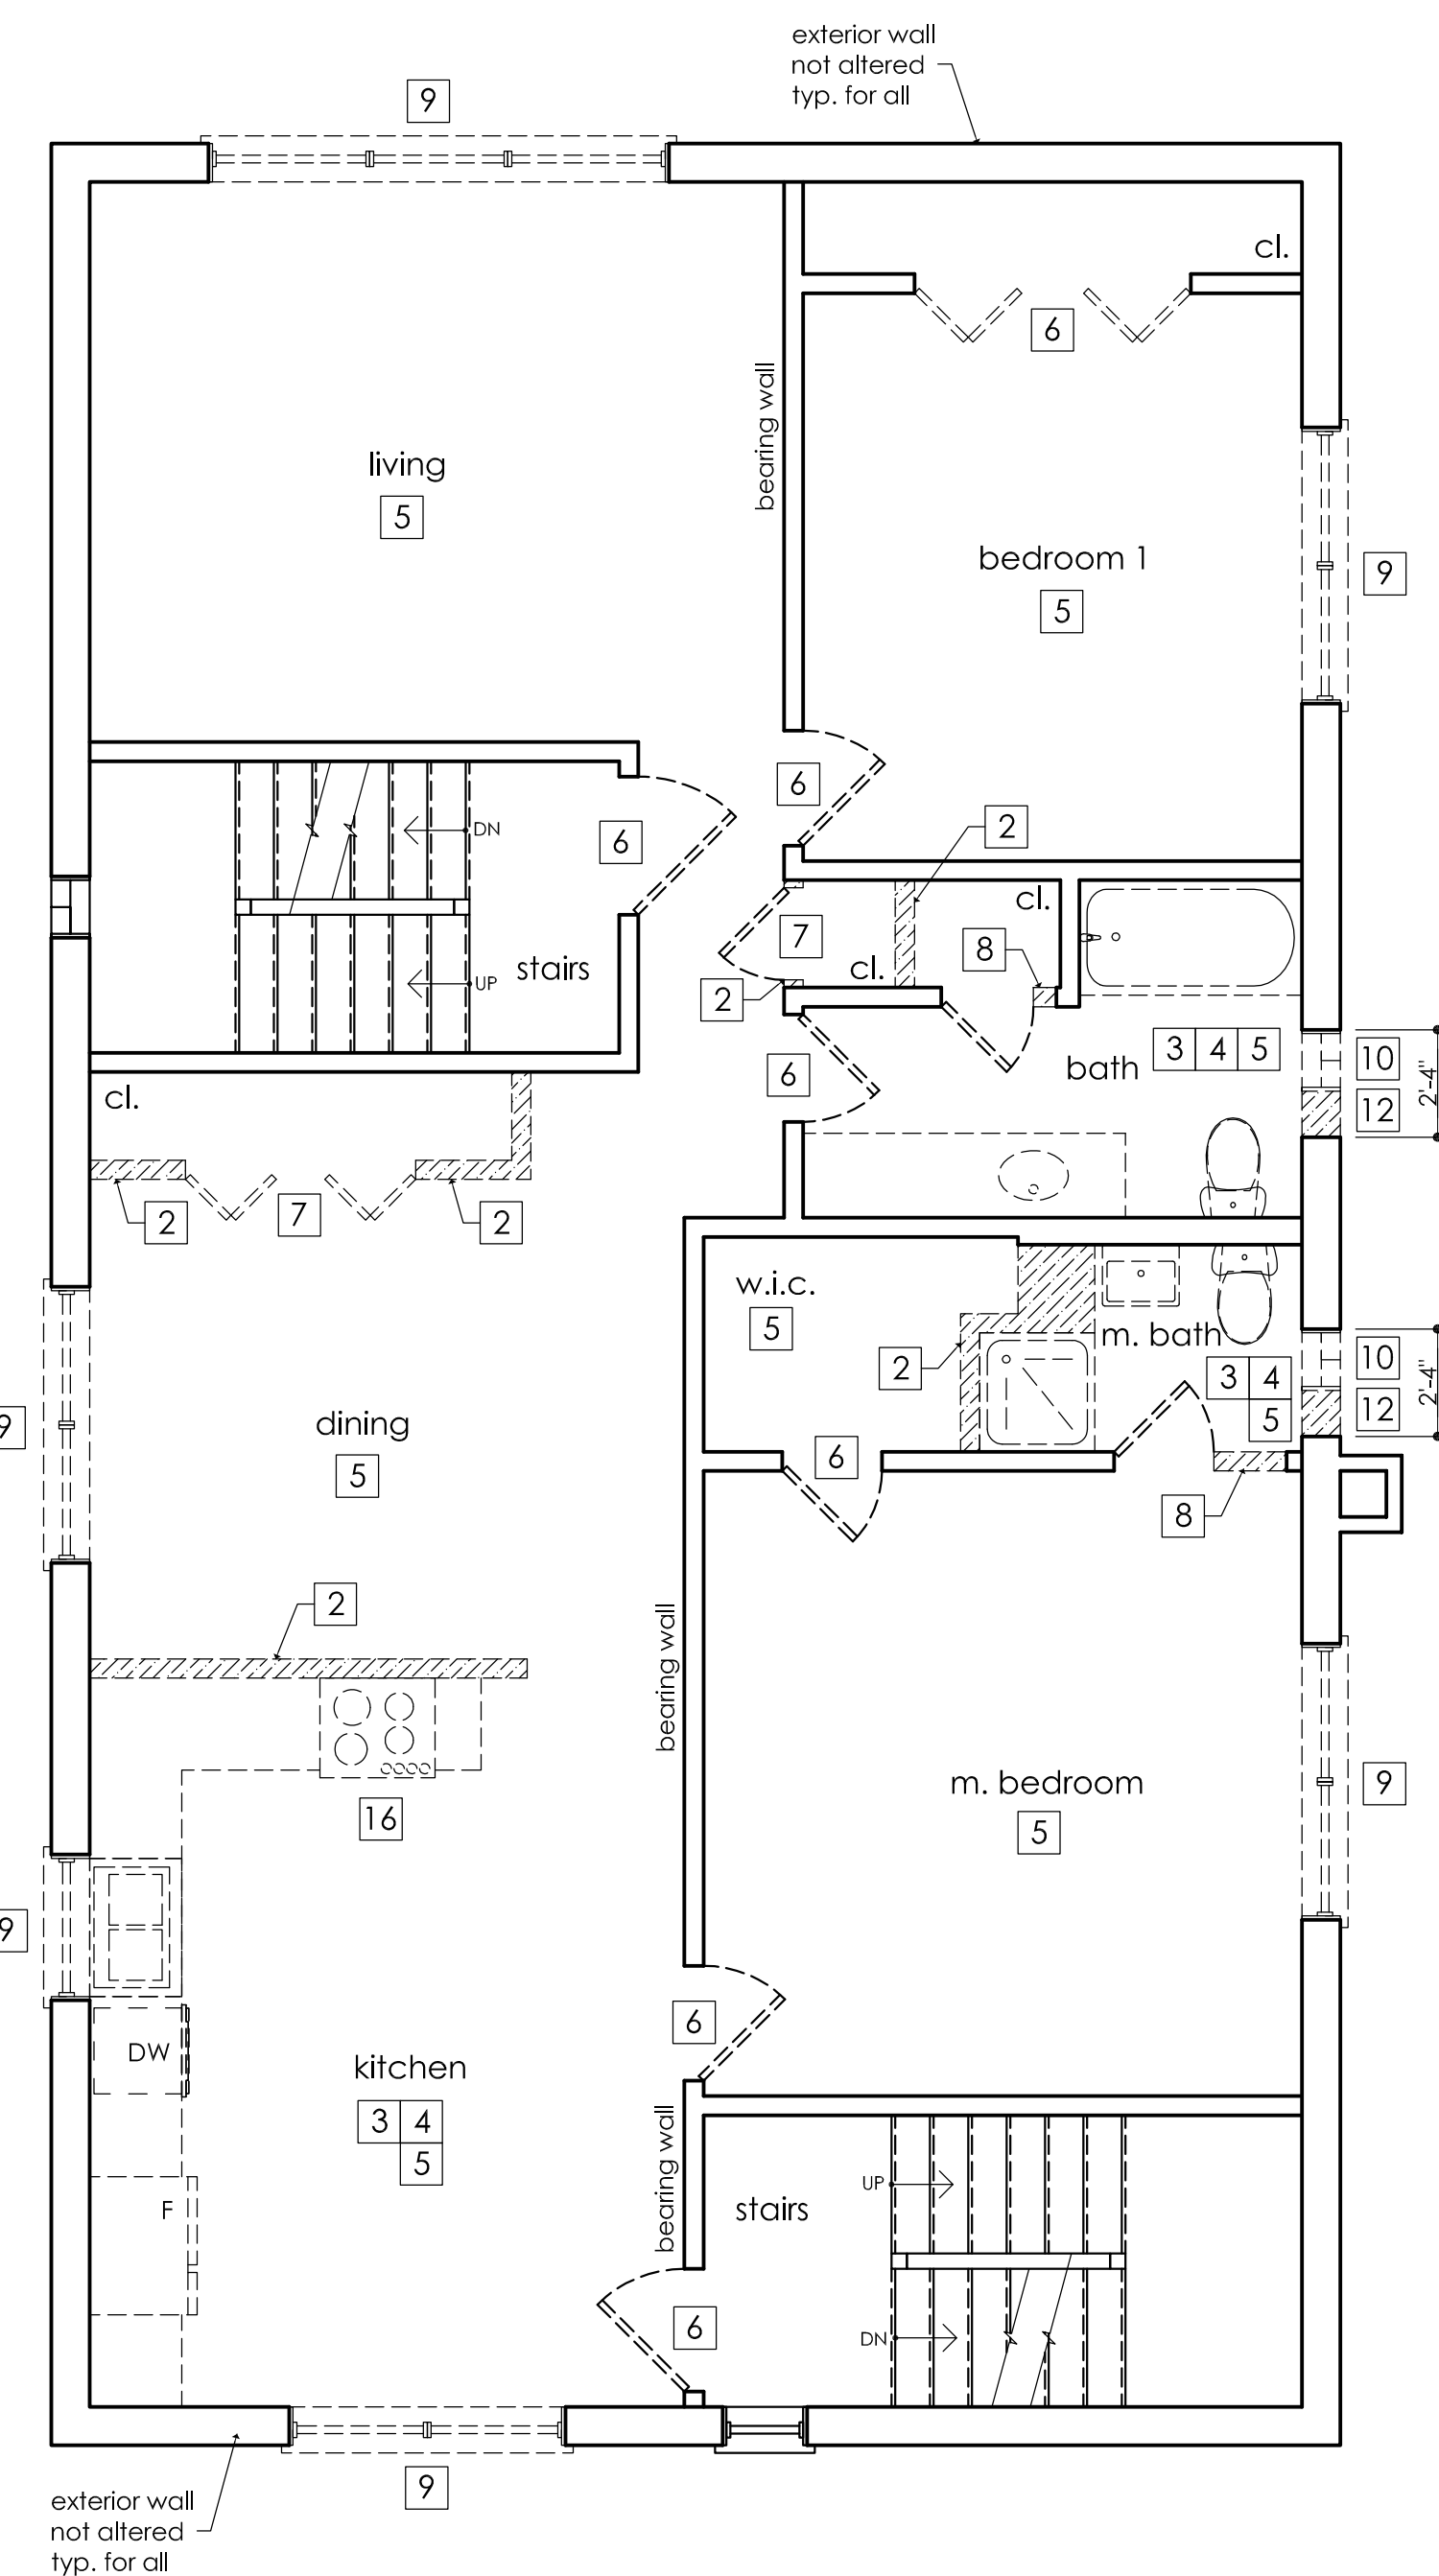 exterior wall
not altered
typ. for all
9
cl.
6
bearing wall
living
5
bedroom 1
5
9
6
DN
6
2
cl.
7
8
cl.
stairs
UP
2
3 4 5
10
bath
6
2'-4"
12
cl.
2
7
2
w.i.c.
5
m. bath
2
3 4
5
10
2'-4"
12
9
dining
5
6
8
2
bearing wall
m. bedroom
5
9
16
9
6
DW
kitchen
3 4
5
bearing wall
UP
stairs
F
6
DN
9
exterior wall
not altered
typ. for all